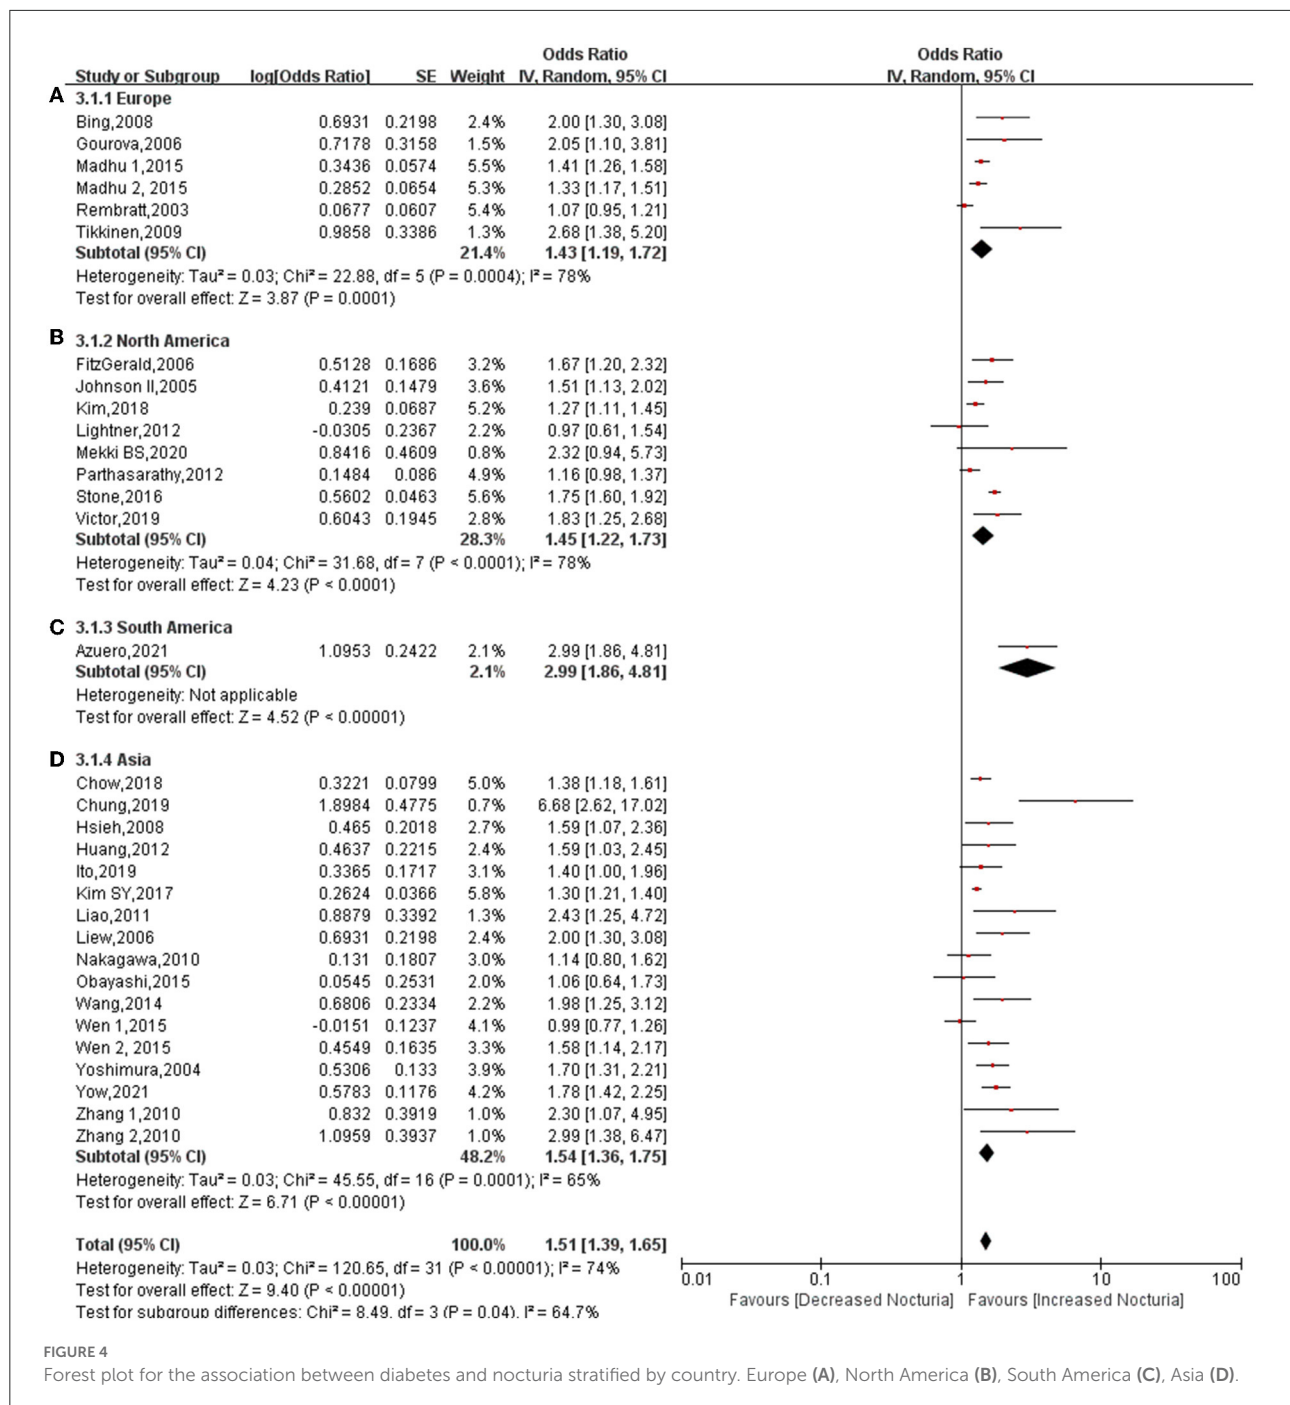 Odds Ratio Odds Ratio
Study or Subgroup log[Odds Ratio] SE Weight IV, Random, 95% CI IV, Random, 95% CI
A 3.1.1 Europe
Bing,2008 0.6931 0.2198 2.4% 2.00 [1.30, 3.08]
Gourova,2006 0.7178 0.3158 1.5% 2.05 [1.10, 3.81]
Madhu 1,2015 0.3436 0.0574 5.5% 1.41 [1.26, 1.58]
Madhu 2, 2015 0.2852 0.0654 5.3% 1.33 [1.17, 1.51]
Rembratt,2003 0.0677 0.0607 5.4% 1.07 [0.95, 1.21]
Tikkinen,2009 0.9858 0.3386 1.3% 2.68 [1.38, 5.20]
Subtotal (95% CI) 21.4% 1.43 [1.19, 1.72]
Heterogeneity: Tau² = 0.03; Chi² = 22.88, df = 5 (P = 0.0004); I² = 78%
Test for overall effect: Z = 3.87 (P = 0.0001)
B 3.1.2 North America
FitzGerald,2006 0.5128 0.1686 3.2% 1.67 [1.20, 2.32]
Johnson II,2005 0.4121 0.1479 3.6% 1.51 [1.13, 2.02]
Kim,2018 0.239 0.0687 5.2% 1.27 [1.11, 1.45]
Lightner,2012 -0.0305 0.2367 2.2% 0.97 [0.61, 1.54]
Mekki BS,2020 0.8416 0.4609 0.8% 2.32 [0.94, 5.73]
Parthasarathy,2012 0.1484 0.086 4.9% 1.16 [0.98, 1.37]
Stone,2016 0.5602 0.0463 5.6% 1.75 [1.60, 1.92]
Victor,2019 0.6043 0.1945 2.8% 1.83 [1.25, 2.68]
Subtotal (95% CI) 28.3% 1.45 [1.22, 1.73]
Heterogeneity: Tau² = 0.04; Chi² = 31.68, df = 7 (P < 0.0001); I² = 78%
Test for overall effect: Z = 4.23 (P < 0.0001)
C 3.1.3 South America
Azuero,2021 1.0953 0.2422 2.1% 2.99 [1.86, 4.81]
Subtotal (95% CI) 2.1% 2.99 [1.86, 4.81]
Heterogeneity: Not applicable
Test for overall effect: Z = 4.52 (P < 0.00001)
D 3.1.4 Asia
Chow,2018 0.3221 0.0799 5.0% 1.38 [1.18, 1.61]
Chung,2019 1.8984 0.4775 0.7% 6.68 [2.62, 17.02]
Hsieh,2008 0.465 0.2018 2.7% 1.59 [1.07, 2.36]
Huang,2012 0.4637 0.2215 2.4% 1.59 [1.03, 2.45]
Ito,2019 0.3365 0.1717 3.1% 1.40 [1.00, 1.96]
Kim SY,2017 0.2624 0.0366 5.8% 1.30 [1.21, 1.40]
Liao,2011 0.8879 0.3392 1.3% 2.43 [1.25, 4.72]
Liew,2006 0.6931 0.2198 2.4% 2.00 [1.30, 3.08]
Nakagawa,2010 0.131 0.1807 3.0% 1.14 [0.80, 1.62]
Obayashi,2015 0.0545 0.2531 2.0% 1.06 [0.64, 1.73]
Wang,2014 0.6806 0.2334 2.2% 1.98 [1.25, 3.12]
Wen 1,2015 -0.0151 0.1237 4.1% 0.99 [0.77, 1.26]
Wen 2, 2015 0.4549 0.1635 3.3% 1.58 [1.14, 2.17]
Yoshimura,2004 0.5306 0.133 3.9% 1.70 [1.31, 2.21]
Yow,2021 0.5783 0.1176 4.2% 1.78 [1.42, 2.25]
Zhang 1,2010 0.832 0.3919 1.0% 2.30 [1.07, 4.95]
Zhang 2,2010 1.0959 0.3937 1.0% 2.99 [1.38, 6.47]
Subtotal (95% CI) 48.2% 1.54 [1.36, 1.75]
Heterogeneity: Tau² = 0.03; Chi² = 45.55, df = 16 (P = 0.0001); I² = 65%
Test for overall effect: Z = 6.71 (P < 0.00001)
Total (95% CI) 100.0% 1.51 [1.39, 1.65]
Heterogeneity: Tau² = 0.03; Chi² = 120.65, df = 31 (P < 0.00001); I² = 74%
Test for overall effect: Z = 9.40 (P < 0.00001)
Test for subgroup differences: Chi² = 8.49, df = 3 (P = 0.04), I² = 64.7%
0.01 0.1 1 10 100
Favours [Decreased Nocturia] Favours [Increased Nocturia]
FIGURE 4
Forest plot for the association between diabetes and nocturia stratified by country. Europe (A), North America (B), South America (C), Asia (D).